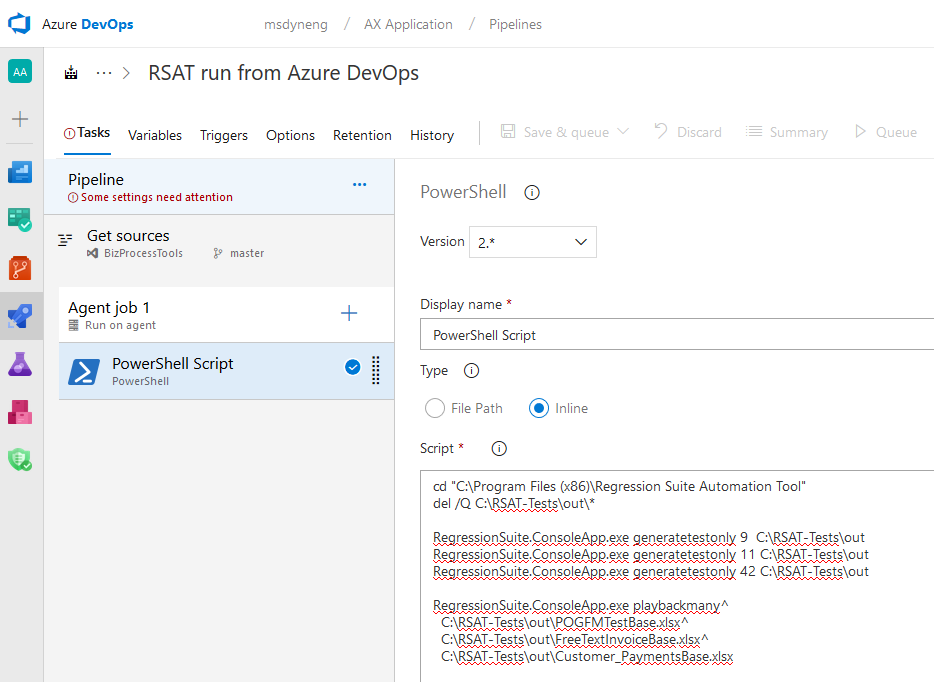 Azure DevOps
msdyneng / AX Application / Pipelines
AA
... > RSAT run from Azure DevOps
Tasks Variables Triggers Options Retention History Save & queue Discard Summary Queue
Pipeline
Some settings need attention
Get sources
BizProcessTools master
Agent job 1
Run on agent
PowerShell Script
PowerShell
PowerShell
Version 2.*
Display name *
PowerShell Script
Type
File Path Inline
Script *
cd "C:\Program Files (x86)\Regression Suite Automation Tool"
del /Q C:\RSAT-Tests\out\*
RegressionSuite.ConsoleApp.exe generatetestonly 9  C:\RSAT-Tests\out
RegressionSuite.ConsoleApp.exe generatetestonly 11 C:\RSAT-Tests\out
RegressionSuite.ConsoleApp.exe generatetestonly 42 C:\RSAT-Tests\out
RegressionSuite.ConsoleApp.exe playbackmany^
C:\RSAT-Tests\out\POGFMTestBase.xlsx^
C:\RSAT-Tests\out\FreeTextInvoiceBase.xlsx^
C:\RSAT-Tests\out\Customer_PaymentsBase.xlsx